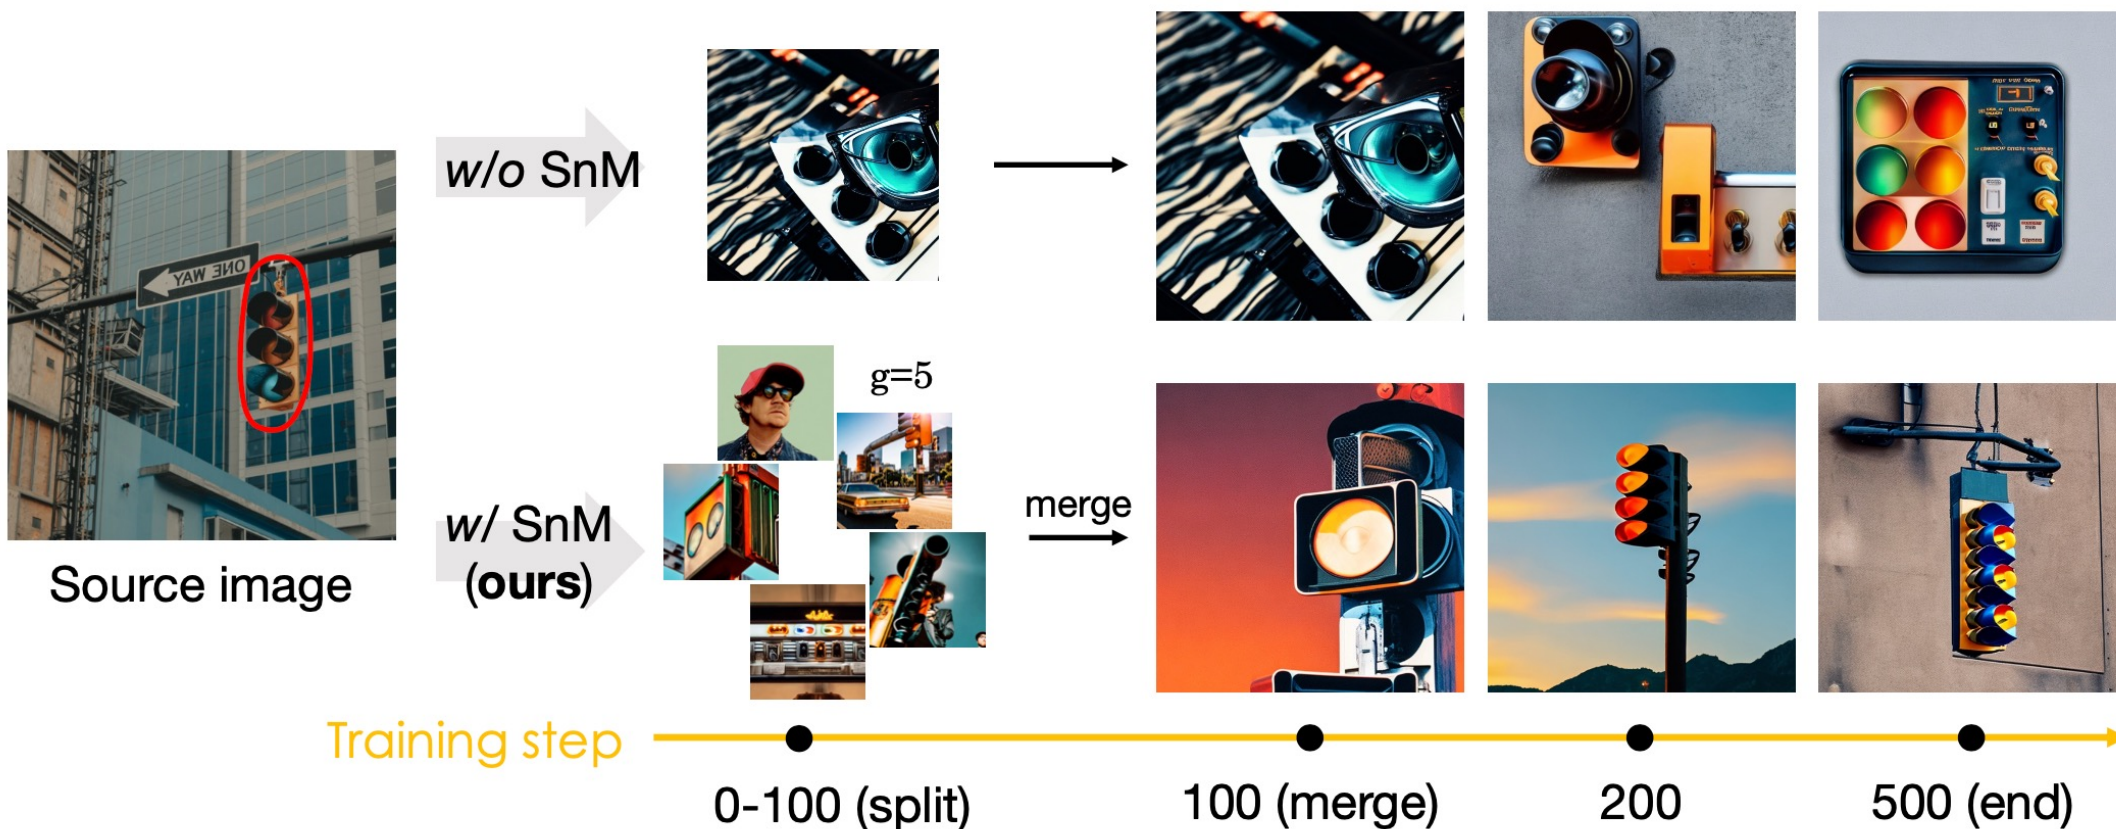 w/o SnM
ONE WAY
Source image
g=5
w/ SnM
(ours)
merge
Training step
0-100 (split)
100 (merge)
200
500 (end)